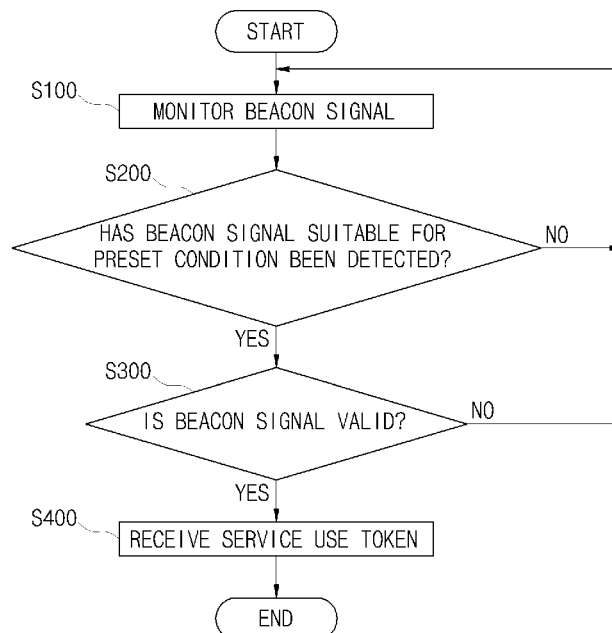 START
S100
MONITOR BEACON SIGNAL
S200
HAS BEACON SIGNAL SUITABLE FOR
PRESET CONDITION BEEN DETECTED?
NO
YES
S300
IS BEACON SIGNAL VALID?
NO
YES
S400
RECEIVE SERVICE USE TOKEN
END